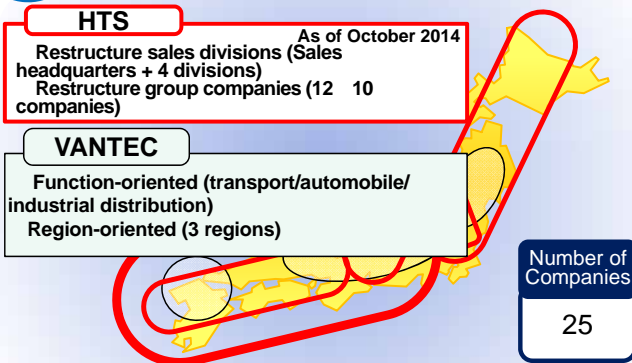 HTS
As of October 2014
Restructure sales divisions (Sales
headquarters + 4 divisions)
Restructure group companies (12 10
companies)
VANTEC
Function-oriented (transport/automobile/
industrial distribution)
Region-oriented (3 regions)
Number of
Companies
25